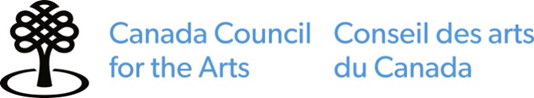 Canada Council
for the Arts
Conseil des arts
du Canada